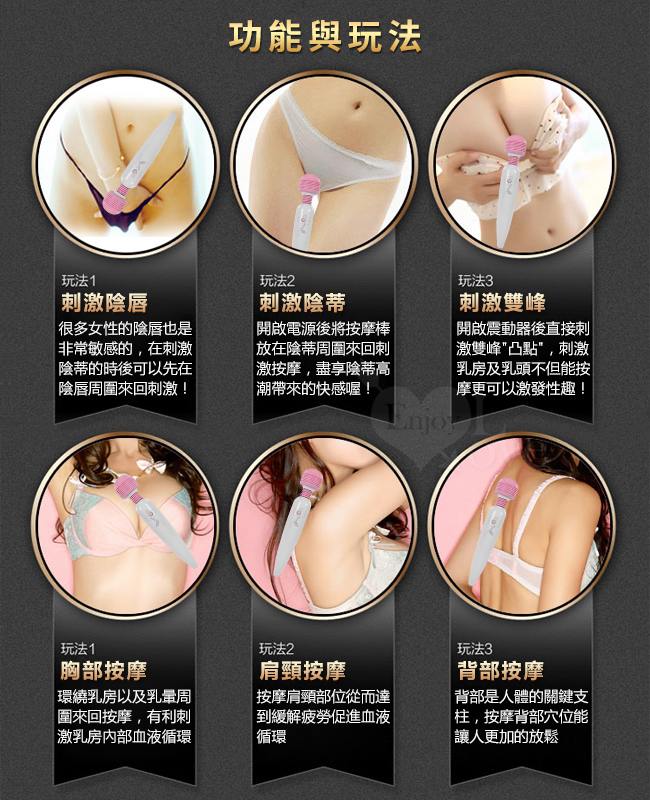 功能與玩法
玩法1
刺激陰唇
很多女性的陰唇也是
非常敏感的，在刺激
陰蒂的時後可以先在
陰唇周圍來回刺激！
玩法2
刺激陰蒂
開啟電源後將按摩棒
放在陰蒂周圍來回刺
激按摩，盡享陰蒂高
潮帶來的快感喔！
玩法3
刺激雙峰
開啟震動器後直接刺
激雙峰"凸點"，刺激
乳房及乳頭不但能按
摩更可以激發性趣！
Enjoy
玩法1
胸部按摩
環繞乳房以及乳暈周
圍來回按摩，有利刺
激乳房內部血液循環
玩法2
肩頸按摩
按摩肩頸部位從而達
到緩解疲勞促進血液
循環
玩法3
背部按摩
背部是人體的關鍵支
柱，按摩背部穴位能
讓人更加的放鬆